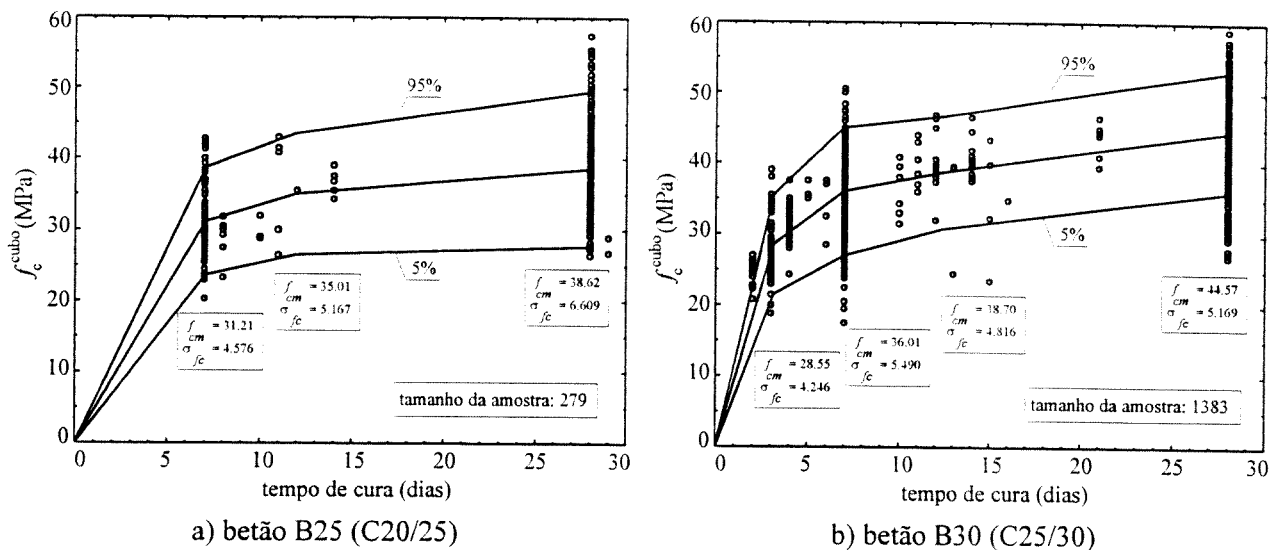 60
50
40
30
20
10
0
f_c^cubo (MPa)
95%
5%
f_cm = 31.21
σ_fc = 4.576
f_cm = 35.01
σ_fc = 5.167
f_cm = 38.62
σ_fc = 6.609
tamanho da amostra: 279
0 5 10 15 20 25 30
tempo de cura (dias)
a) betão B25 (C20/25)
60
50
40
30
20
10
0
f_c^cubo (MPa)
95%
5%
f_cm = 28.55
σ_fc = 4.246
f_cm = 36.01
σ_fc = 5.490
f_cm = 38.70
σ_fc = 4.816
f_cm = 44.57
σ_fc = 5.169
tamanho da amostra: 1383
0 5 10 15 20 25 30
tempo de cura (dias)
b) betão B30 (C25/30)